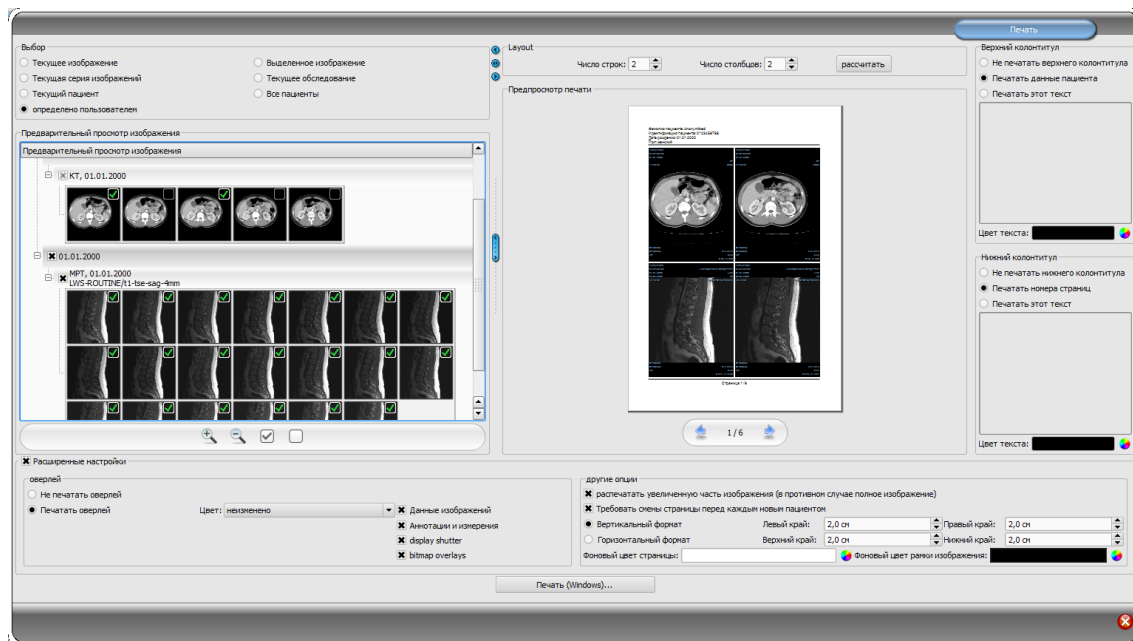 Печать
Выбор
Текущее изображение
Выделенное изображение
Текущая серия изображений
Текущее обследование
Текущий пациент
Все пациенты
определено пользователем
Предварительный просмотр изображения
Предварительный просмотр изображения
КТ, 01.01.2000
01.01.2000
МРТ, 01.01.2000
LWS-ROUTINE/t1-tse-sag-4mm
Layout
Число строк: 2
Число столбцов: 2
рассчитать
Предпросмотр печати
Страница 1 / 6
1 / 6
Верхний колонтитул
Не печатать верхнего колонтитула
Печатать данные пациента
Печатать этот текст
Цвет текста:
Нижний колонтитул
Не печатать нижнего колонтитула
Печатать номера страниц
Печатать этот текст
Цвет текста:
Расширенные настройки
оверлей
Не печатать оверлей
Печатать оверлей
Цвет: неизменено
Данные изображений
Аннотации и измерения
display shutter
bitmap overlays
другие опции
распечатать увеличенную часть изображения (в противном случае полное изображение)
Требовать смены страницы перед каждым новым пациентом
Вертикальный формат
Левый край: 2,0 cm
Правый край: 2,0 cm
Горизонтальный формат
Верхний край: 2,0 cm
Нижний край: 2,0 cm
Фоновый цвет страницы:
Фоновый цвет рамки изображения:
Печать (Windows)...